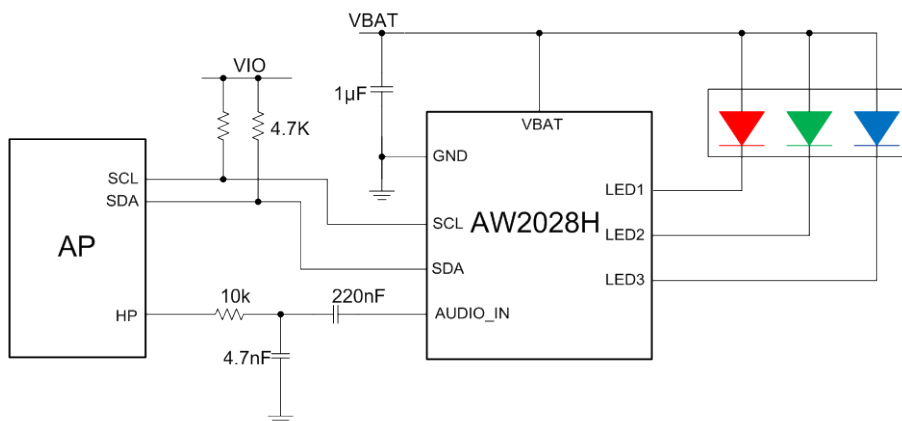 VBAT
VIO
1μF
4.7K
VBAT
GND
SCL
SDA
AP
HP
10k
220nF
4.7nF
AW2028H
SCL
SDA
AUDIO_IN
LED1
LED2
LED3